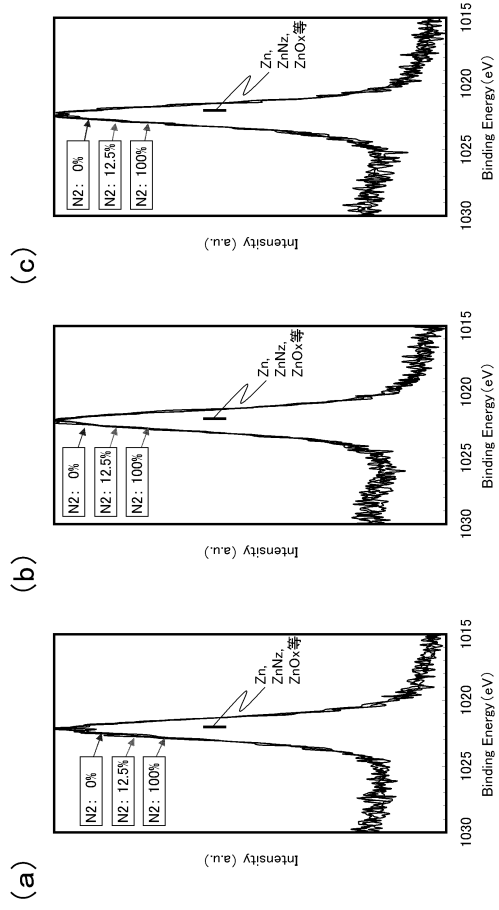 (a)
N2: 0%
N2: 12.5%
N2: 100%
Zn,
ZnNz,
ZnOx等
Intensity (a.u.)
1030
1025
1020
1015
Binding Energy (eV)
(b)
N2: 0%
N2: 12.5%
N2: 100%
Zn,
ZnNz,
ZnOx等
Intensity (a.u.)
1030
1025
1020
1015
Binding Energy (eV)
(c)
N2: 0%
N2: 12.5%
N2: 100%
Zn,
ZnNz,
ZnOx等
Intensity (a.u.)
1030
1025
1020
1015
Binding Energy (eV)